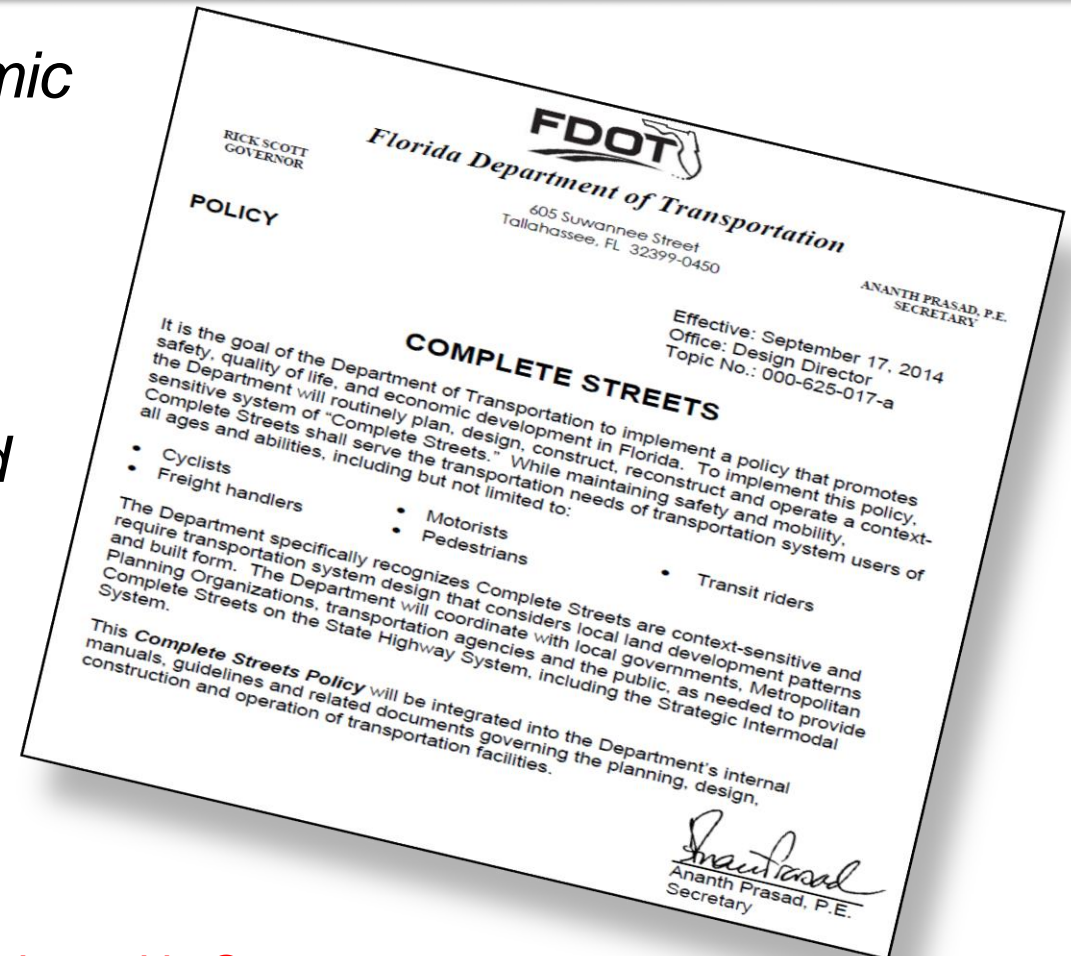 mic
FDOT
RICK SCOTT
GOVERNOR
Florida Department of Transportation
605 Suwannee Street
Tallahassee, FL 32399-0450
POLICY
ANANTH PRASAD, P.E.
SECRETARY
Effective: September 17, 2014
Office: Design Director
Topic No.: 000-625-017-a
COMPLETE STREETS
It is the goal of the Department of Transportation to implement a policy that promotes
safety, quality of life, and economic development in Florida. To implement this policy,
the Department will routinely plan, design, construct, reconstruct and operate a context-
sensitive system of “Complete Streets.” While maintaining safety and mobility,
Complete Streets shall serve the transportation needs of transportation system users of
all ages and abilities, including but not limited to:
d
• Cyclists
• Freight handlers
• Motorists
• Pedestrians
• Transit riders
The Department specifically recognizes Complete Streets are context-sensitive and
require transportation system design that considers local land development patterns
and built form. The Department will coordinate with local governments, Metropolitan
Planning Organizations, transportation agencies and the public, as needed to provide
Complete Streets on the State Highway System, including the Strategic Intermodal
System.
This Complete Streets Policy will be integrated into the Department's internal
manuals, guidelines and related documents governing the planning, design,
construction and operation of transportation facilities.
Ananth Prasad, P.E.
Secretary